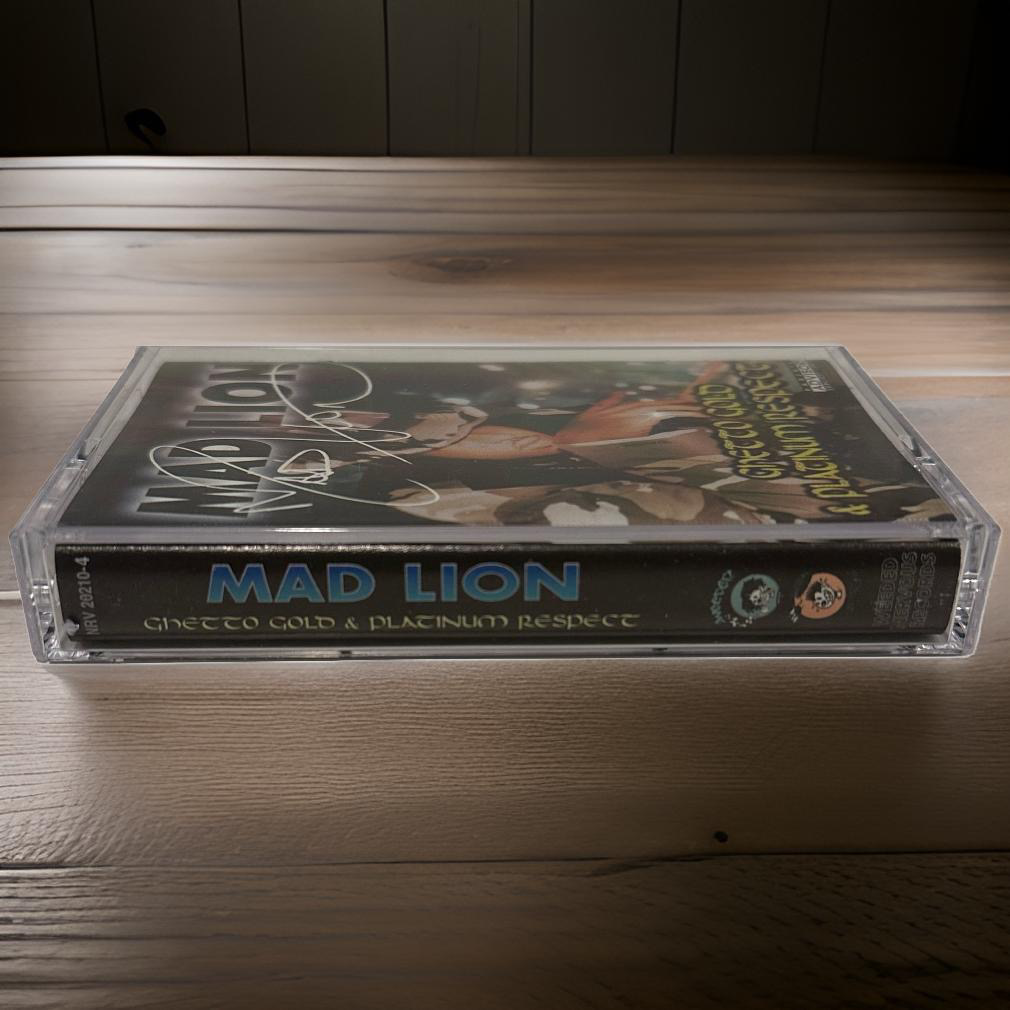 MAD LION
GHETTO GOLD
& PLATINUM RESPECT
NRV 20210-4
MAD LION
GHETTO GOLD & PLATINUM RESPECT
WEEDED
NERVOUS
RECORDS